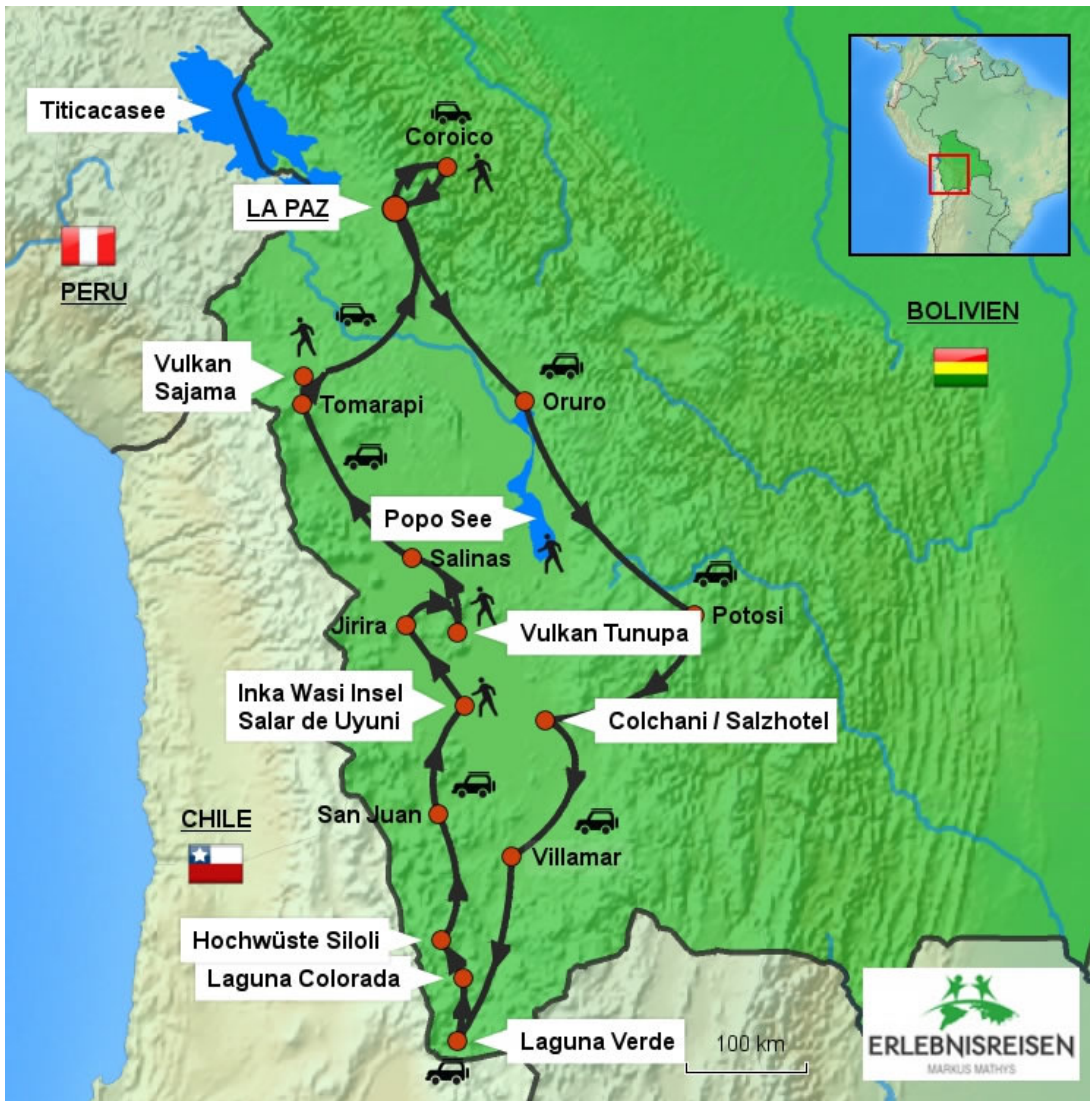 Titicacasee
Coroico
LA PAZ
PERU
BOLIVIEN
Vulkan
Sajama
Tomarapi
Oruro
Popo See
Salinas
Jirira
Vulkan Tunupa
Potosi
Inka Wasi Insel
Salar de Uyuni
Colchani / Salzhotel
San Juan
CHILE
Villamar
Hochwüste Siloli
Laguna Colorada
Laguna Verde
100 km
ERLEBNISREISEN
MARKUS MATHYS